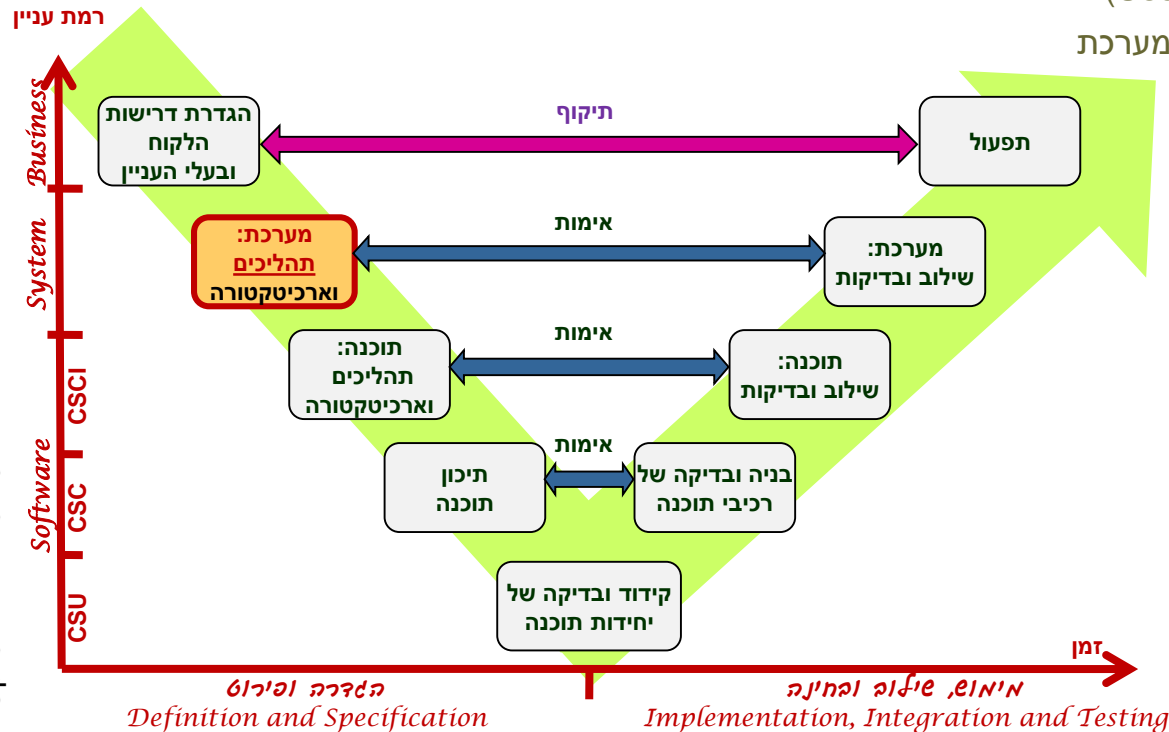 רמת עניין
מערכת
Business
הגדרת דרישות
הלקוח
ובעלי העניין
תיקוף
תפעול
System
מערכת:
תהליכים
וארכיטקטורה
אימות
מערכת:
שילוב ובדיקות
Software
CSCI
תוכנה:
תהליכים
וארכיטקטורה
אימות
תוכנה:
שילוב ובדיקות
CSC
תיכון
תוכנה
אימות
בניה ובדיקה של
רכיבי תוכנה
CSU
קידוד ובדיקה של
יחידות תוכנה
זמן
הגדרה ופירוט
Definition and Specification
מימוש, שילוב ובחינה
Implementation, Integration and Testing